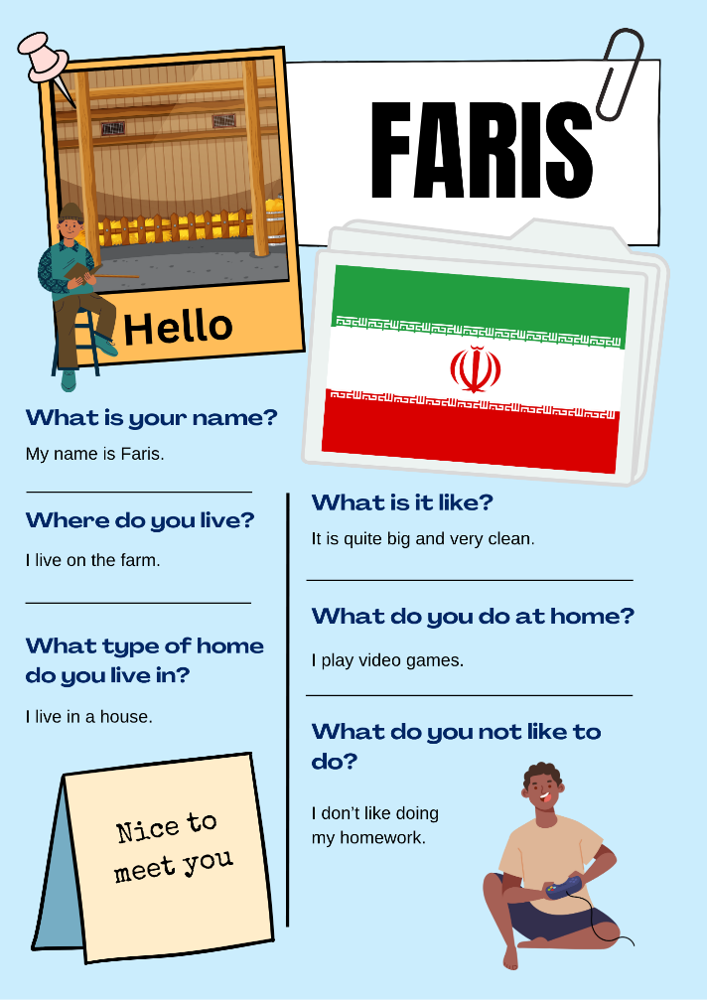 FARIS
Hello
What is your name?
My name is Faris.
Where do you live?
I live on the farm.
What type of home
do you live in?
I live in a house.
Nice to
meet you
What is it like?
It is quite big and very clean.
What do you do at home?
I play video games.
What do you not like to
do?
I don’t like doing
my homework.